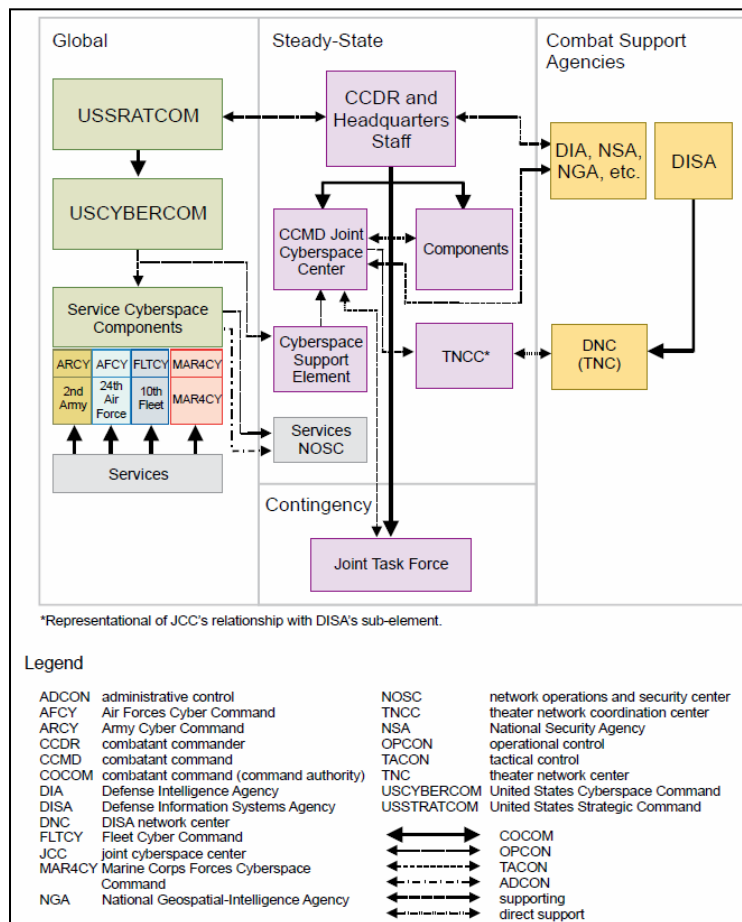 Global
Steady-State
Combat Support
Agencies
USSRATCOM
CCDR and
Headquarters
Staff
DIA, NSA,
NGA, etc.
DISA
USCYBERCOM
CCMD Joint
Cyberspace
Center
Components
Service Cyberspace
Components
Cyberspace
Support
Element
TNCC*
DNC
(TNC)
ARCY
AFCY
FLTCY
MAR4CY
2nd
Army
24th
Air
Force
10th
Fleet
MAR4CY
Services
NOSC
Services
Contingency
Joint Task Force
*Representational of JCC's relationship with DISA's sub-element.
Legend
ADCON administrative control
AFCY Air Forces Cyber Command
ARCY Army Cyber Command
CCDR combatant commander
CCMD combatant command
COCOM combatant command (command authority)
DIA Defense Intelligence Agency
DISA Defense Information Systems Agency
DNC DISA network center
FLTCY Fleet Cyber Command
JCC joint cyberspace center
MAR4CY Marine Corps Forces Cyberspace
Command
NGA National Geospatial-Intelligence Agency
NOSC network operations and security center
TNCC theater network coordination center
NSA National Security Agency
OPCON operational control
TACON tactical control
TNC theater network center
USCYBERCOM United States Cyberspace Command
USSTRATCOM United States Strategic Command
COCOM
OPCON
TACON
ADCON
supporting
direct support